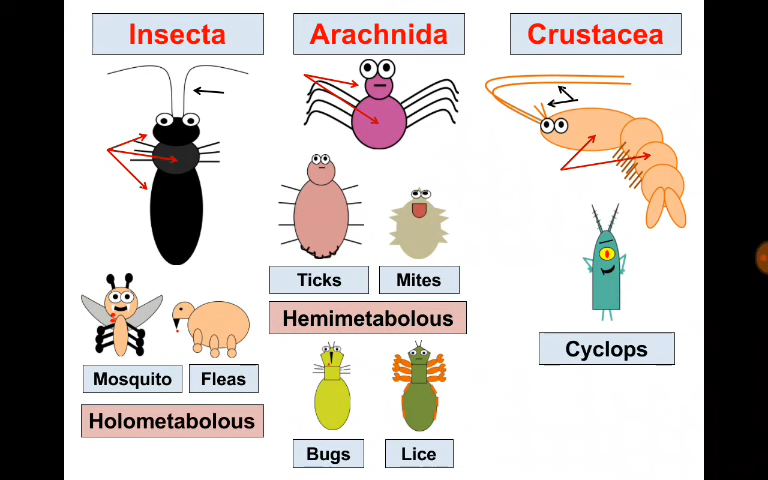 Insecta
Arachnida
Crustacea
Ticks
Mites
Hemimetabolous
Cyclops
Mosquito
Fleas
Holometabolous
Bugs
Lice